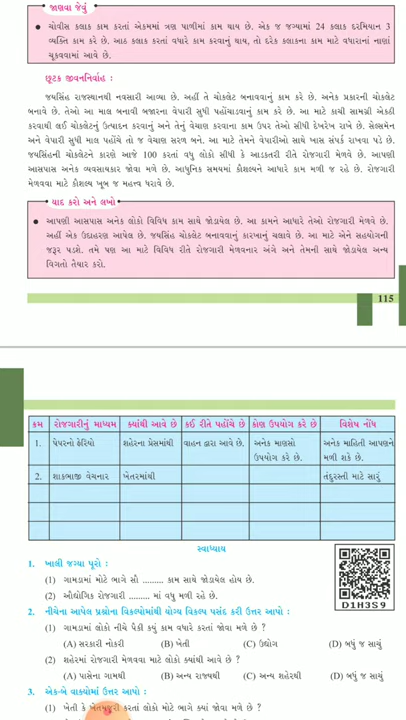 જાણવા જેવું
● ચોવીસ કલાક કામ કરતાં એકમમાં ત્રણ પાળીમાં કામ થાય છે. એક જ જગ્યામાં 24 કલાક દરમિયાન 3
વ્યક્તિ કામ કરે છે. આઠ કલાક કરતાં વધારે કામ કરવાનું થાય, તો દરેક કલાકના કામ માટે વધારાનાં નાણાં
ચૂકવવામાં આવે છે.
છૂટક જીવનનિર્વાહ :
જયસિંહ રાજસ્થાનથી નવસારી આવ્યા છે. અહીં તે ચોકલેટ બનાવવાનું કામ કરે છે. અનેક પ્રકારની ચોકલેટ
બનાવે છે. તેઓ આ માલ બનાવી બજારના વેપારી સુધી પહોંચાડવાનું કામ કરે છે. આ માટે કાચી સામગ્રી એકઠી
કરવાથી લઈ ચોકલેટનું ઉત્પાદન કરવાનું અને તેનું વેચાણ કરવાના કામ ઉપર તેઓ સીધી દેખરેખ રાખે છે. સેલ્સમેન
અને વેપારી સુધી માલ પહોંચે તો જ વેચાણ સરળ બને. આ માટે તેમને વેપારીઓ સાથે ખાસ સંપર્ક રાખવા પડે છે.
જયસિંહની ચોકલેટને કારણે આજે 100 કરતાં વધુ લોકો સીધી કે આડકતરી રીતે રોજગારી મેળવે છે. આપણી
આસપાસ અનેક વ્યવસાયકાર જોવા મળે છે. આધુનિક સમયમાં કૌશલ્યને આધારે કામ મળી જ રહે છે. રોજગારી
મેળવવા માટે કૌશલ્ય ખૂબ જ મહત્ત્વ ધરાવે છે.
યાદ કરો અને લખો
● આપણી આસપાસ અનેક લોકો વિવિધ કામ સાથે જોડાયેલ છે. આ કામને આધારે તેઓ રોજગારી મેળવે છે.
અહીં એક ઉદાહરણ આપેલ છે. જયસિંહ ચોકલેટ બનાવવાનું કારખાનું ચલાવે છે. આ માટે એને સહયોગની
જરૂર પડશે. તમે પણ આ માટે વિવિધ રીતે રોજગારી મેળવનાર અંગે અને તેમની સાથે જોડાયેલ અન્ય
વિગતો તૈયાર કરો.
115
ક્રમ રોજગારીનું માધ્યમ ક્યાંથી આવે છે કઈ રીતે પહોંચે છે કોણ ઉપયોગ કરે છે વિશેષ નોંધ
1. પેપરનો ફેરિયો શહેરના પ્રેસમાંથી વાહન દ્વારા આવે છે. અનેક માણસો અનેક માહિતી આપણને
ઉપયોગ કરે છે. મળી શકે છે.
2. શાકભાજી વેચનાર ખેતરમાંથી તંદુરસ્તી માટે સારું
સ્વાધ્યાય
1. ખાલી જગ્યા પૂરો :
(1) ગામડામાં મોટે ભાગે સૌ ......... કામ સાથે જોડાયેલ હોય છે.
(2) ઔદ્યોગિક રોજગારી ......... માં વધુ મળી રહે છે.
D1H3S9
2. નીચેના આપેલ પ્રશ્નોના વિકલ્પોમાંથી યોગ્ય વિકલ્પ પસંદ કરી ઉત્તર આપો :
(1) ગામડામાં લોકો નીચે પૈકી કયું કામ વધારે કરતાં જોવા મળે છે ?
(A) સરકારી નોકરી (B) ખેતી (C) ઉદ્યોગ (D) બધું જ સાચું
(2) શહેરમાં રોજગારી મેળવવા માટે લોકો ક્યાંથી આવે છે ?
(A) પાસેના ગામથી (B) અન્ય રાજ્યથી (C) અન્ય શહેરથી (D) બધું જ સાચું
3. એક-બે વાક્યોમાં ઉત્તર આપો :
(1) ખેતી કે ખેતમજૂરી કરતાં લોકો મોટે ભાગે ક્યાં જોવા મળે છે ?